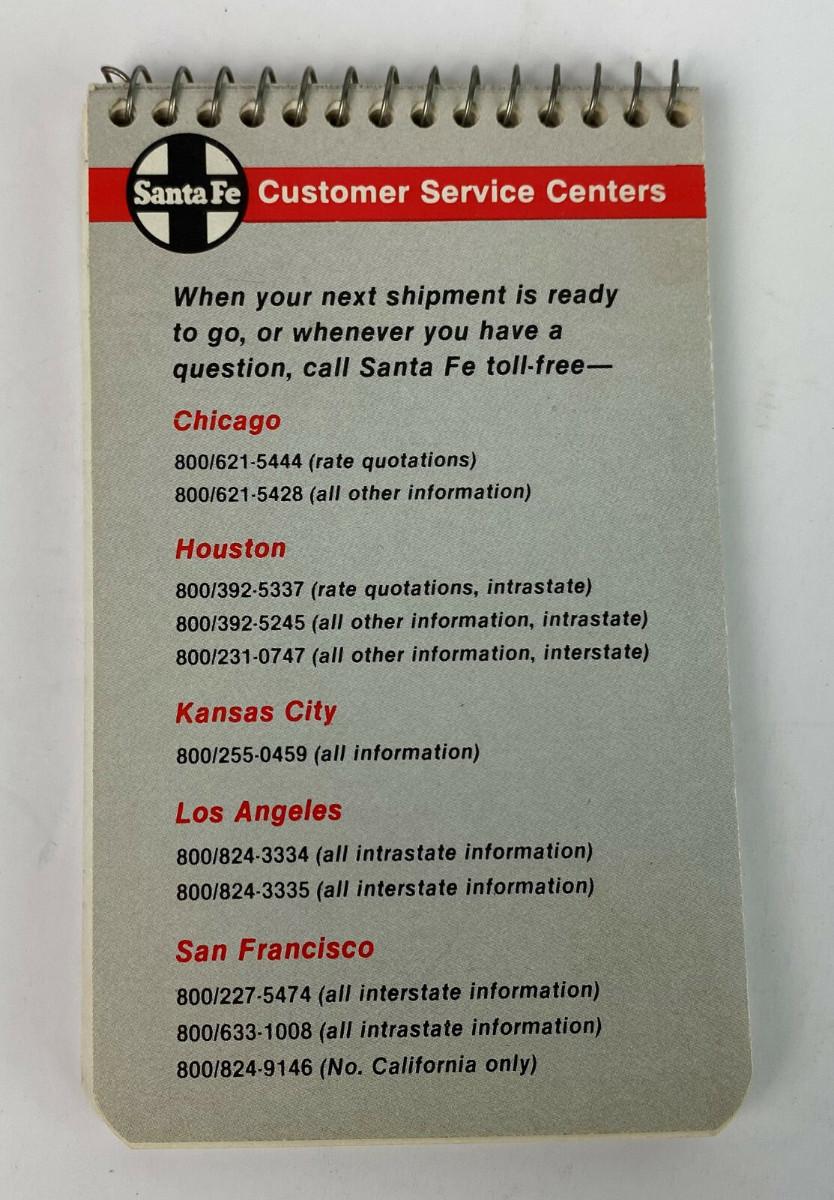 Santa Fe Customer Service Centers
When your next shipment is ready
to go, or whenever you have a
question, call Santa Fe toll-free—
Chicago
800/621-5444 (rate quotations)
800/621-5428 (all other information)
Houston
800/392-5337 (rate quotations, intrastate)
800/392-5245 (all other information, intrastate)
800/231-0747 (all other information, interstate)
Kansas City
800/255-0459 (all information)
Los Angeles
800/824-3334 (all intrastate information)
800/824-3335 (all interstate information)
San Francisco
800/227-5474 (all interstate information)
800/633-1008 (all intrastate information)
800/824-9146 (No. California only)